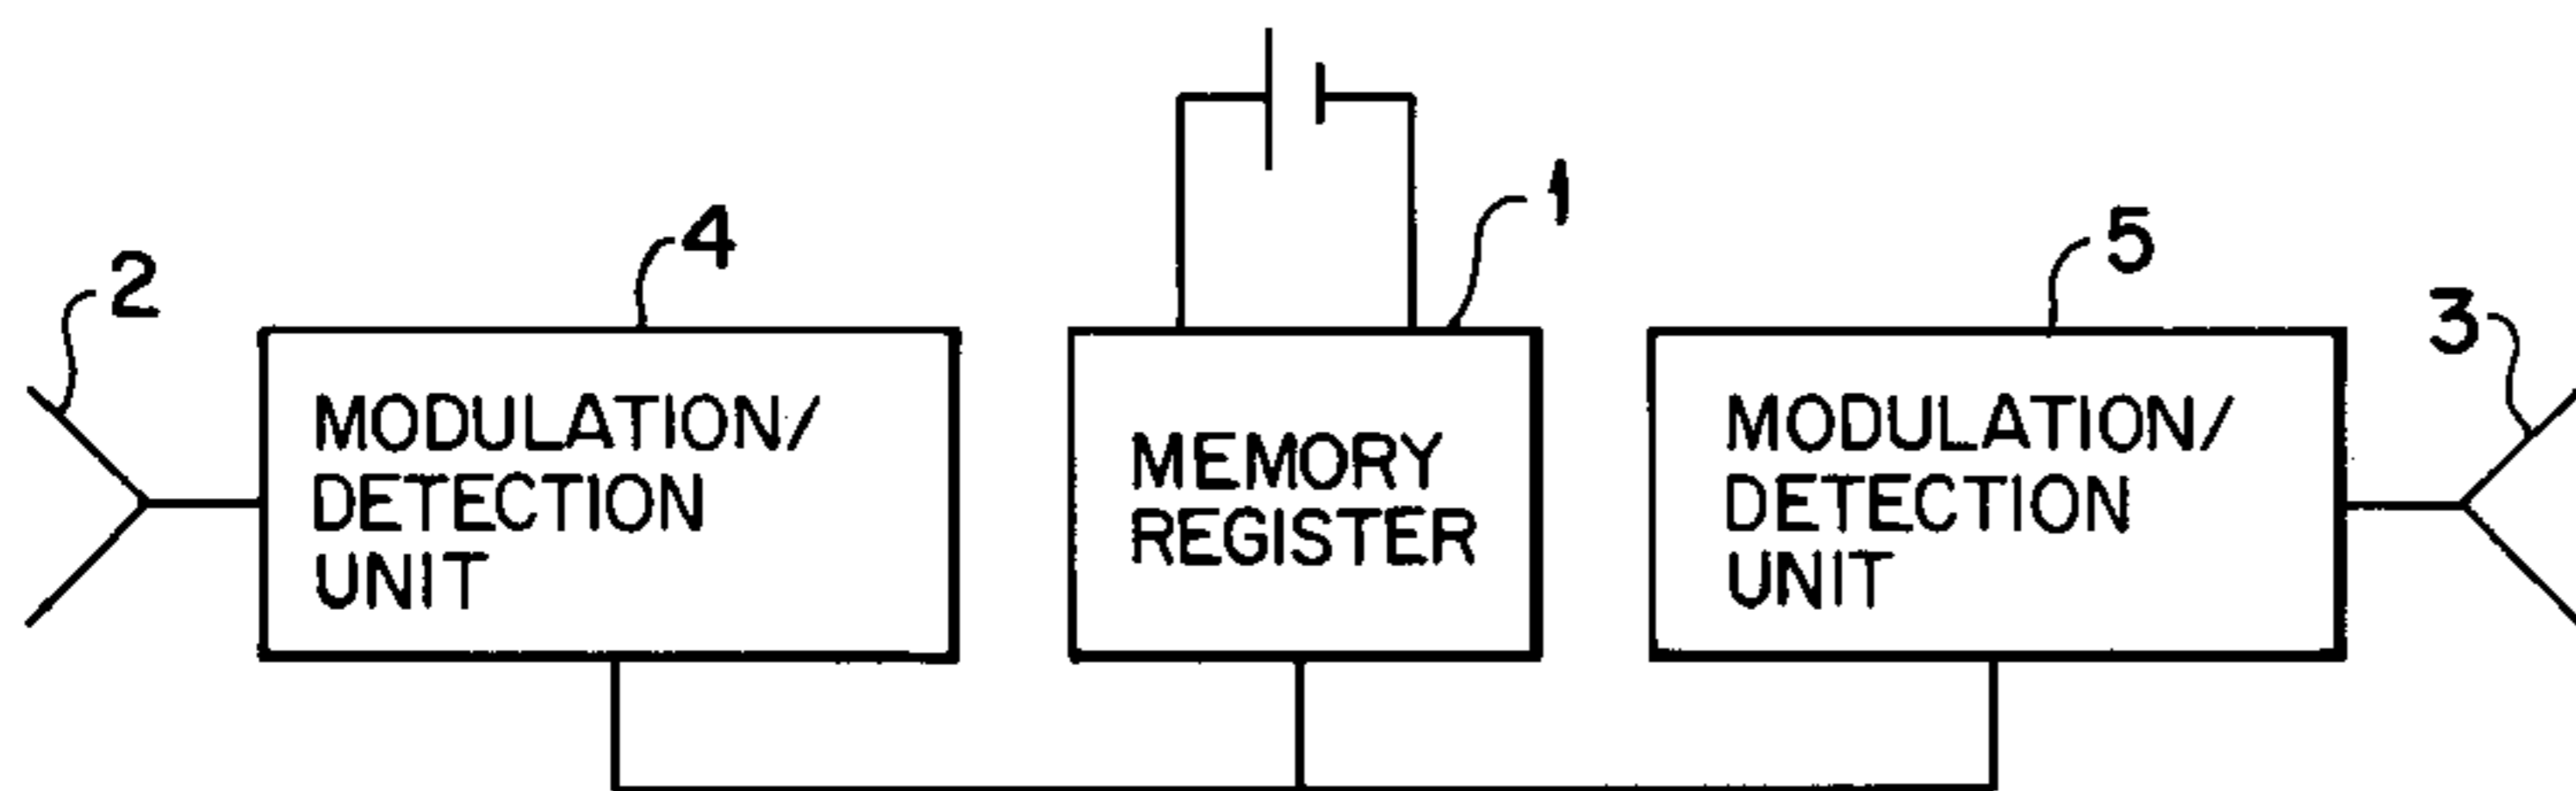 1
4
5
2
3
MODULATION/
DETECTION
UNIT
MEMORY
REGISTER
MODULATION/
DETECTION
UNIT